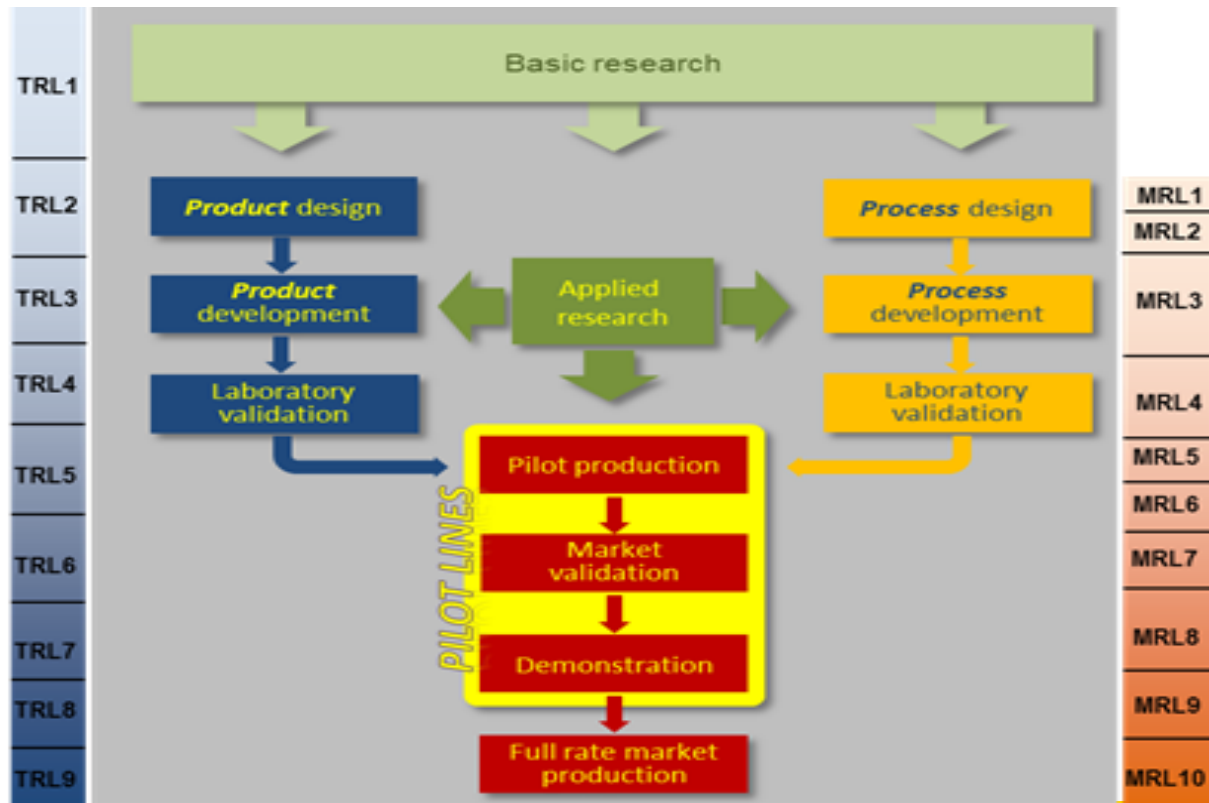 Basic research
TRL1
TRL2
TRL3
TRL4
TRL5
TRL6
TRL7
TRL8
TRL9
Product design
Product
development
Laboratory
validation
Applied
research
Process design
Process
development
Laboratory
validation
PILOT LINES
Pilot production
Market
validation
Demonstration
Full rate market
production
MRL1
MRL2
MRL3
MRL4
MRL5
MRL6
MRL7
MRL8
MRL9
MRL10